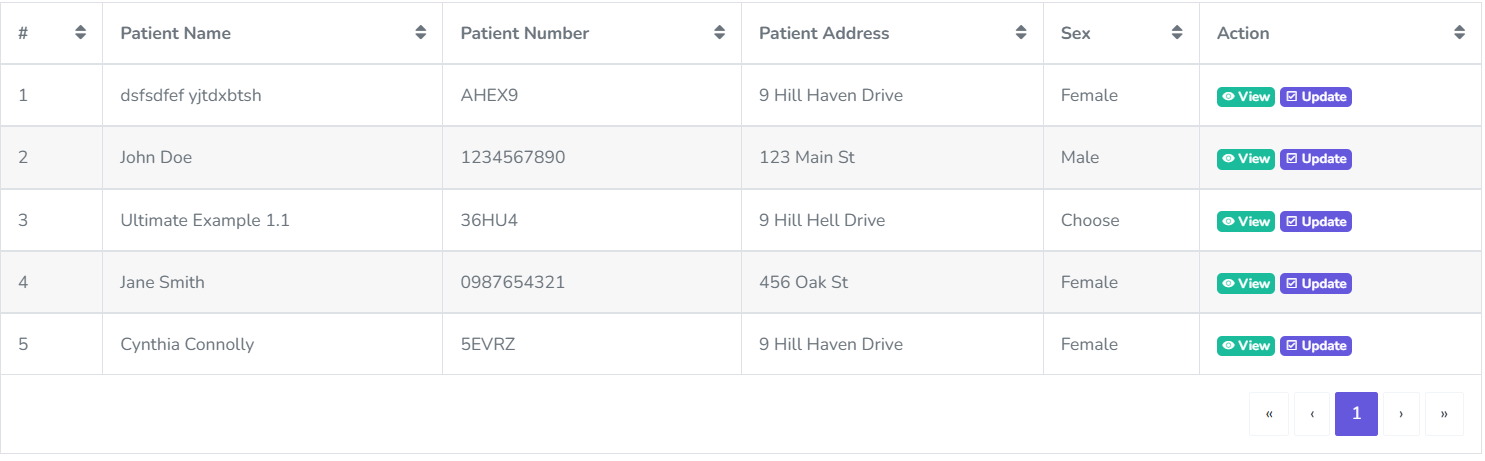 # Patient Name Patient Number Patient Address Sex Action
1 dsfsdfef yjtdxbtsh AHEX9 9 Hill Haven Drive Female View Update
2 John Doe 1234567890 123 Main St Male View Update
3 Ultimate Example 1.1 36HU4 9 Hill Hell Drive Choose View Update
4 Jane Smith 0987654321 456 Oak St Female View Update
5 Cynthia Connolly 5EVRZ 9 Hill Haven Drive Female View Update
« ‹ 1 › »